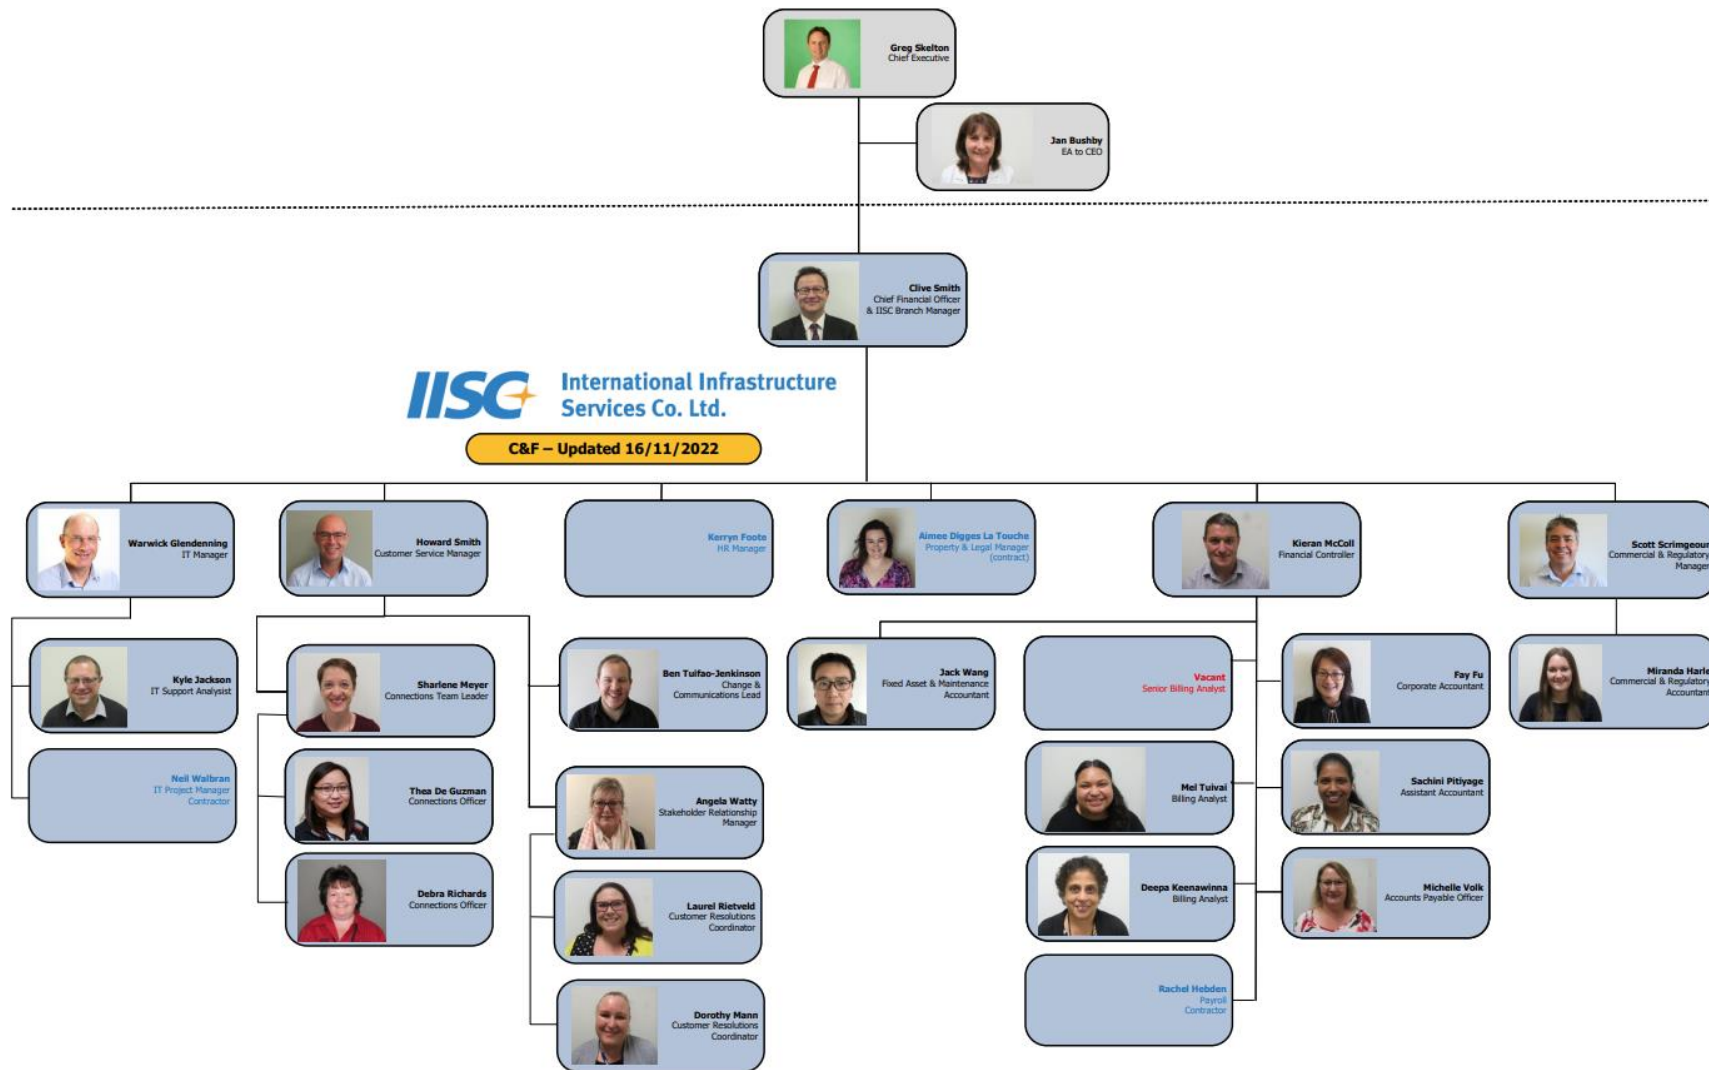 Greg Skelton
Chief Executive
Jan Bushby
EA to CEO
Clive Smith
Chief Financial Officer
& IISC Branch Manager
IISC
International Infrastructure
Services Co. Ltd.
C&F – Updated 16/11/2022
Warwick Glendenning
IT Manager
Howard Smith
Customer Service Manager
Kerryn Foote
HR Manager
Aimee Digges La Touche
Property & Legal Manager
(contract)
Kieran McColl
Financial Controller
Scott Scrimgeour
Commercial & Regulatory
Manager
Kyle Jackson
IT Support Analyst
Neil Walbran
IT Project Manager
Contractor
Sharlene Meyer
Connections Team Leader
Thea De Guzman
Connections Officer
Debra Richards
Connections Officer
Ben Tuifao-Jenkinson
Change &
Communications Lead
Angela Watty
Stakeholder Relationship
Manager
Laurel Rietveld
Customer Resolutions
Coordinator
Dorothy Mann
Customer Resolutions
Coordinator
Jack Wang
Fixed Asset & Maintenance
Accountant
Vacant
Senior Billing Analyst
Mel Tuivai
Billing Analyst
Deepa Keenawinna
Billing Analyst
Rachel Hebden
Payroll
Contractor
Fay Fu
Corporate Accountant
Sachini Pitiyage
Assistant Accountant
Michelle Volk
Accounts Payable Officer
Miranda Harle
Commercial & Regulatory
Accountant